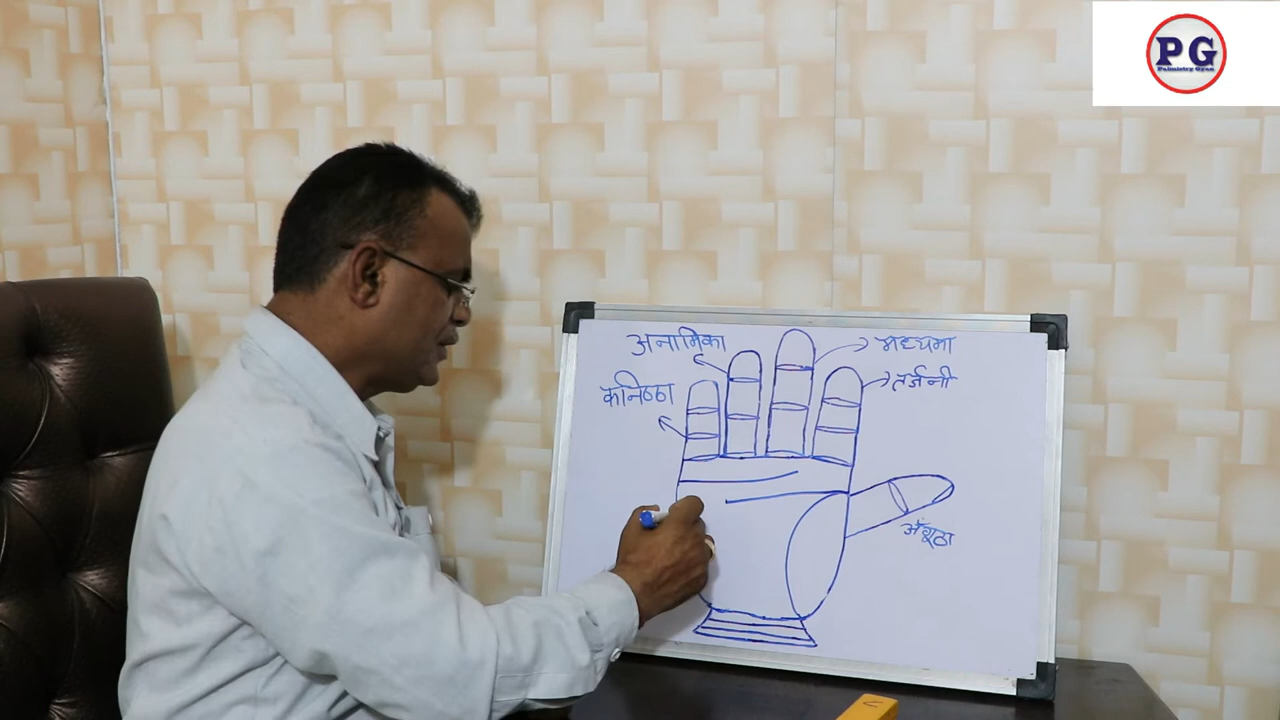 PG
Palmistry Gyan
अनामिका
मध्यमा
कनिष्ठा
तर्जनी
अँगूठा